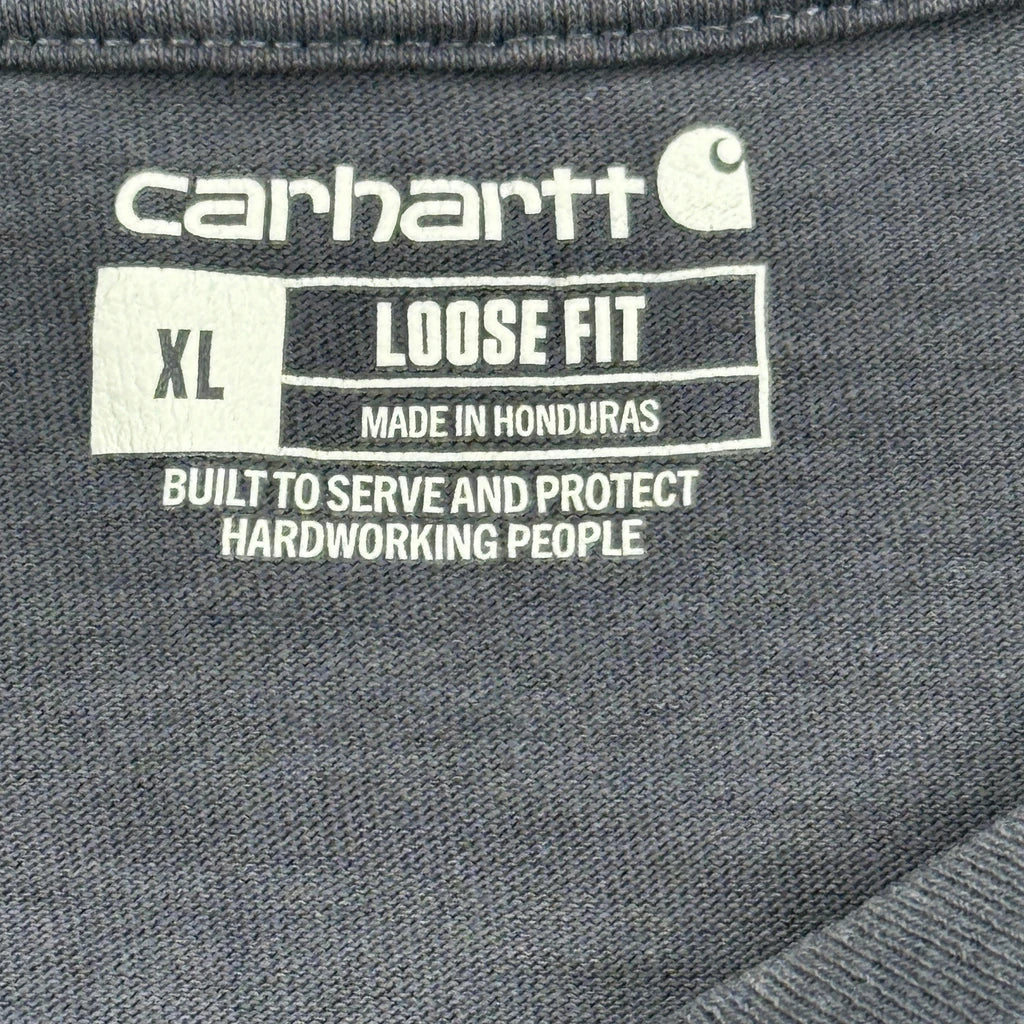 carhartt
XL
LOOSE FIT
MADE IN HONDURAS
BUILT TO SERVE AND PROTECT
HARDWORKING PEOPLE